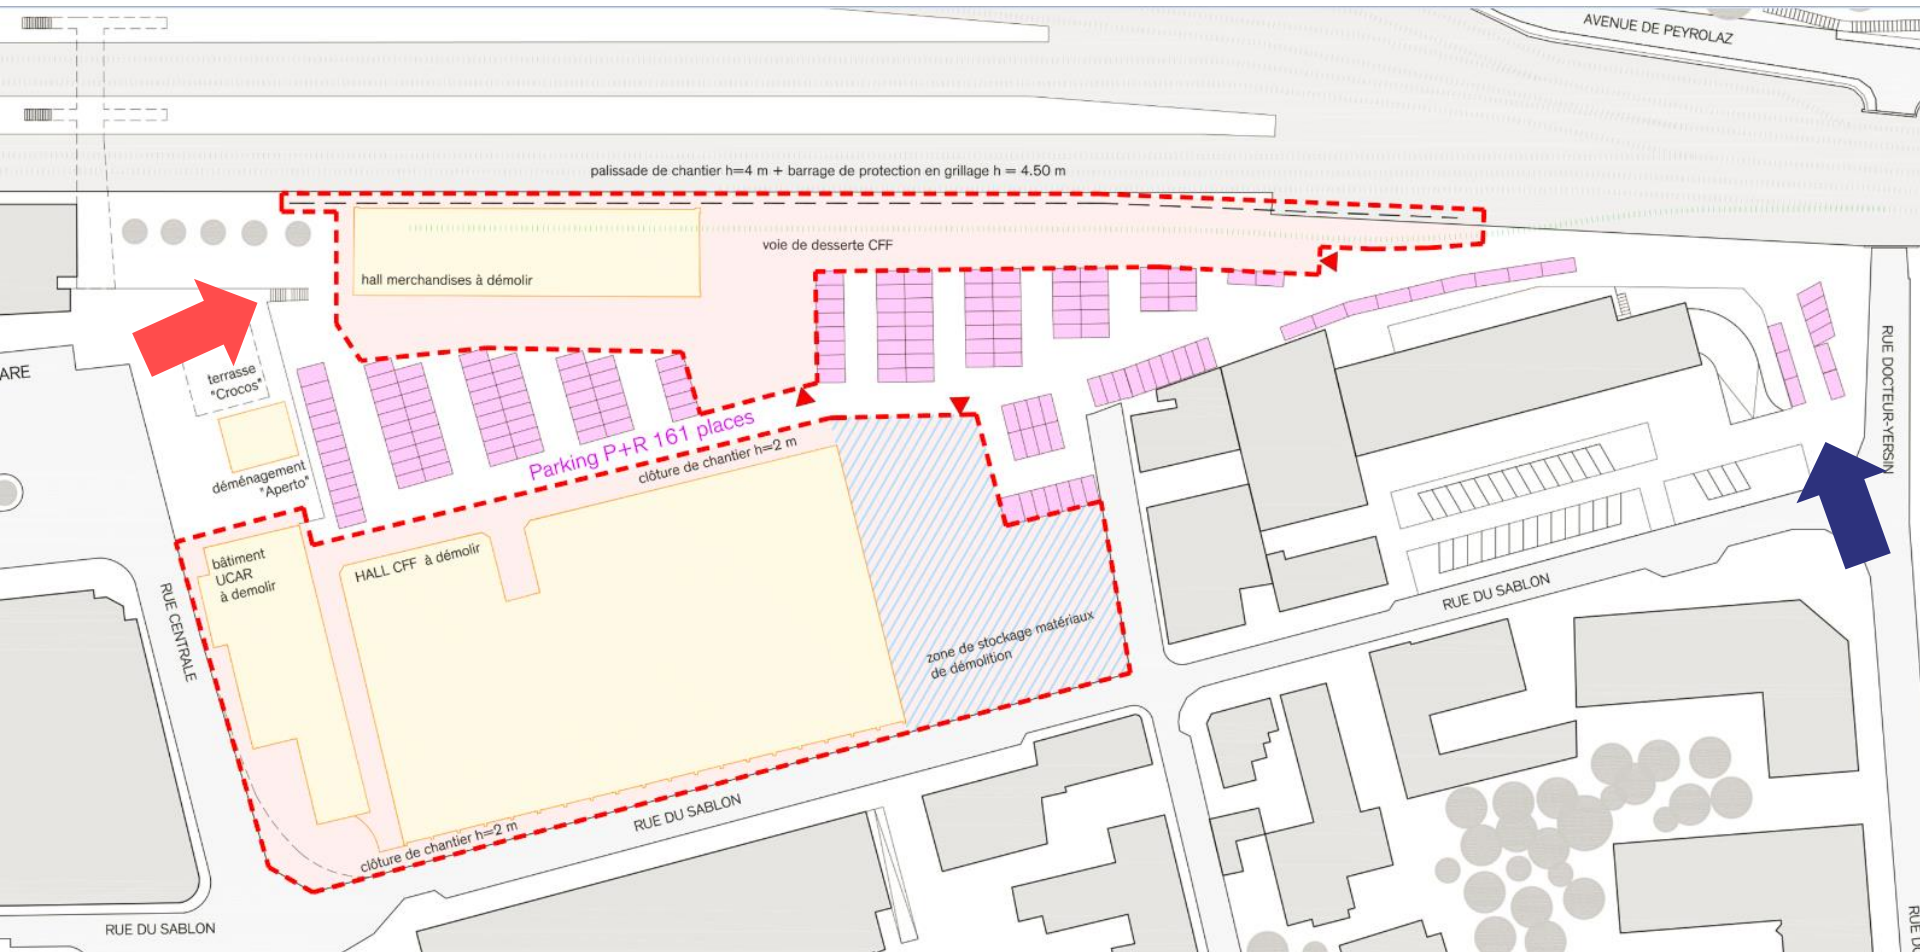 AVENUE DE PEYROLAZ
palissade de chantier h=4 m + barrage de protection en grillage h = 4.50 m
voie de desserte CFF
hall merchandises à démolir
ARE
terrasse
"Crocos"
RUE DOCTEUR-YERSIN
Parking P+R 161 places
clôture de chantier h=2 m
déménagement
"Aperto"
bâtiment
UCAR
à demolir
HALL CFF à démolir
RUE CENTRALE
RUE DU SABLON
zone de stockage matériaux
de démolition
RUE DU SABLON
clôture de chantier h=2 m
RUE DU SABLON
RUE D